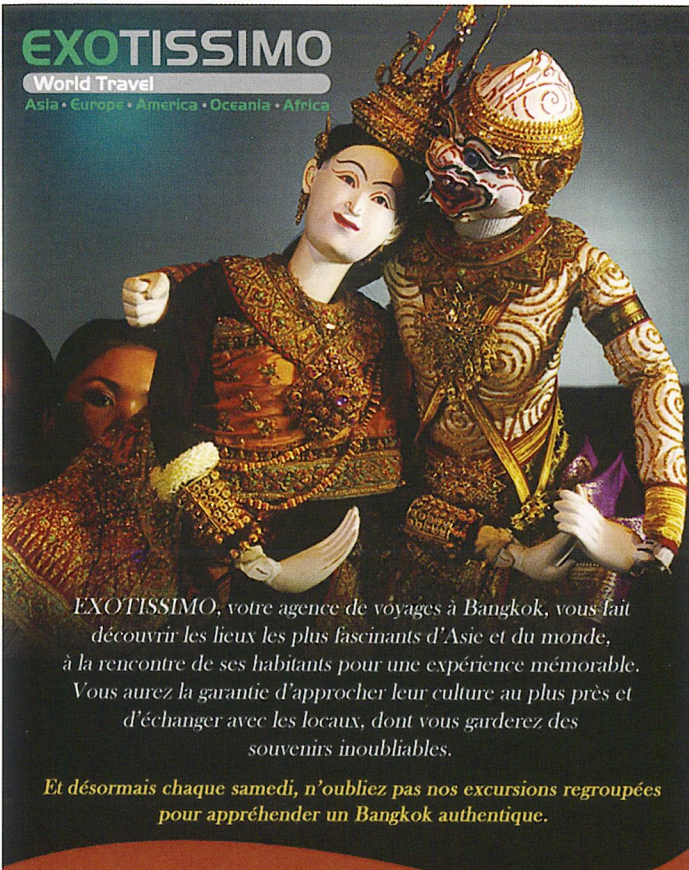 EXOTISSIMO
World Travel
Asia • Europe • America • Oceania • Africa
EXOTISSIMO, votre agence de voyages à Bangkok, vous fait
découvrir les lieux les plus fascinants d'Asie et du monde,
à la rencontre de ses habitants pour une expérience mémorable.
Vous aurez la garantie d'approcher leur culture au plus près et
d'échanger avec les locaux, dont vous garderez des
souvenirs inoubliables.
Et désormais chaque samedi, n'oubliez pas nos excursions regroupées
pour appréhender un Bangkok authentique.